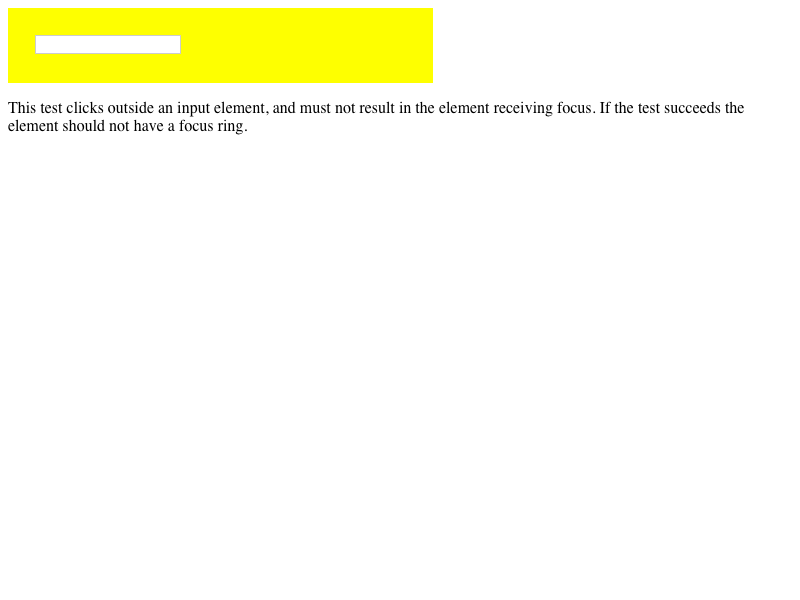 This test clicks outside an input element, and must not result in the element receiving focus. If the test succeeds the
element should not have a focus ring.